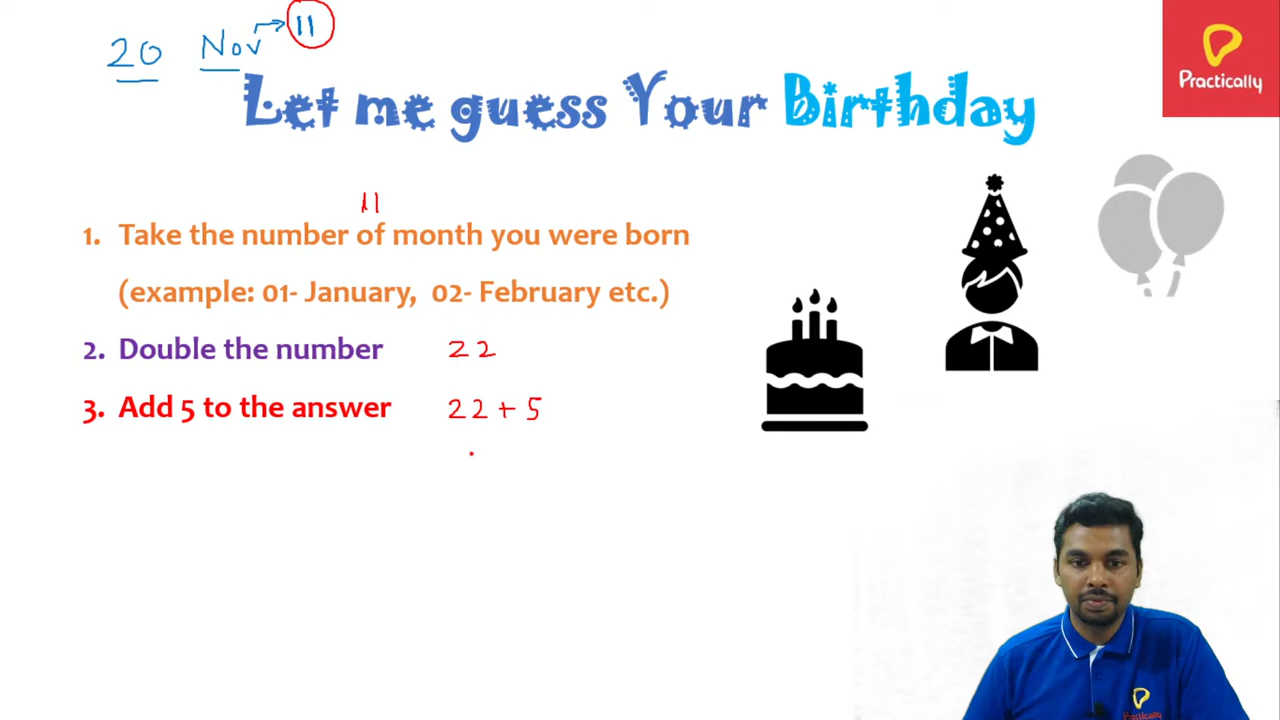 20 Nov → 11
Practically
Let me guess Your Birthday
11
1. Take the number of month you were born
(example: 01- January, 02- February etc.)
2. Double the number 22
3. Add 5 to the answer 22 + 5
Practically